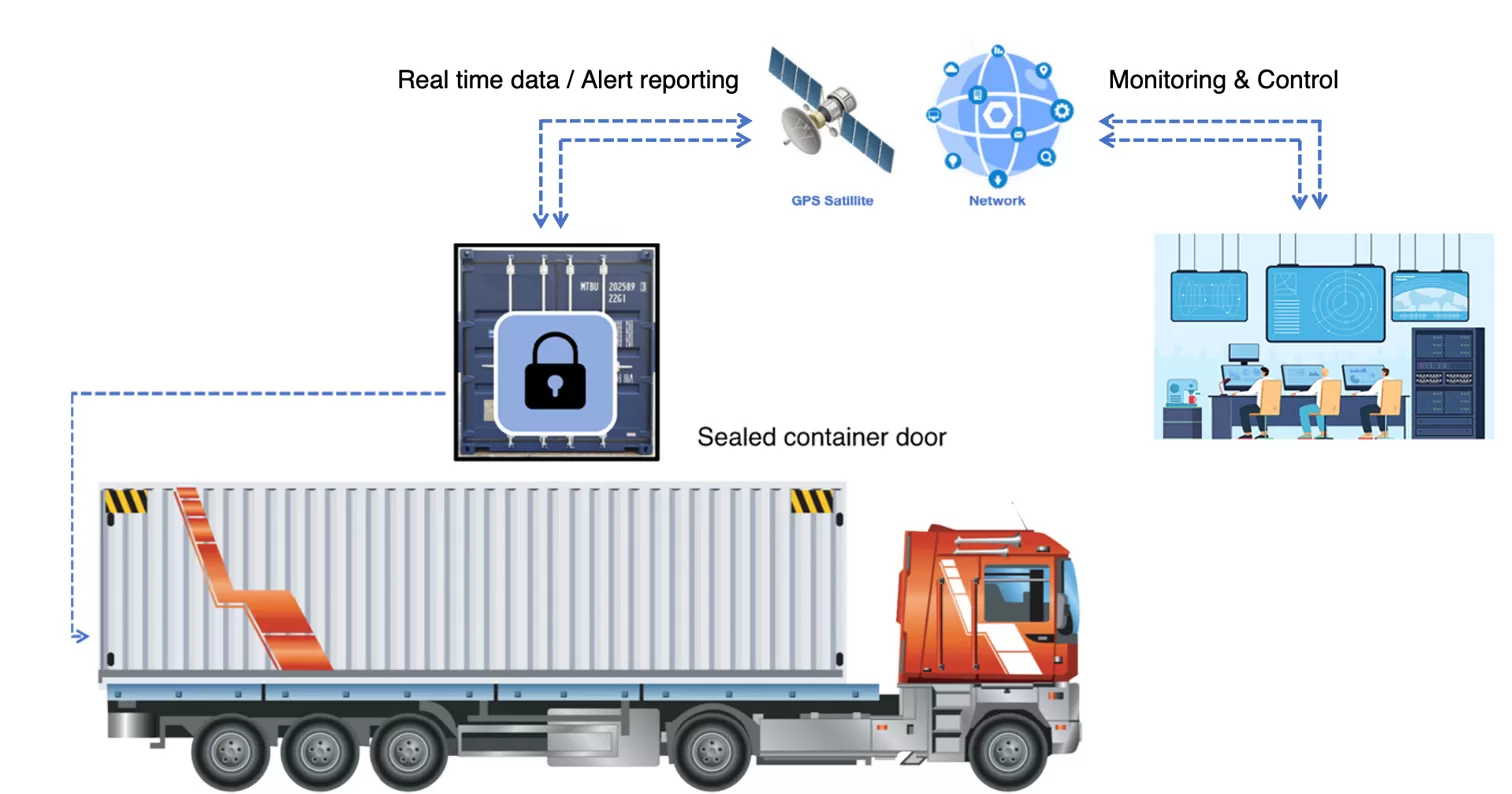 Real time data / Alert reporting
Monitoring & Control
GPS Satillite
Network
MTBU 202589 3
22G1
Sealed container door